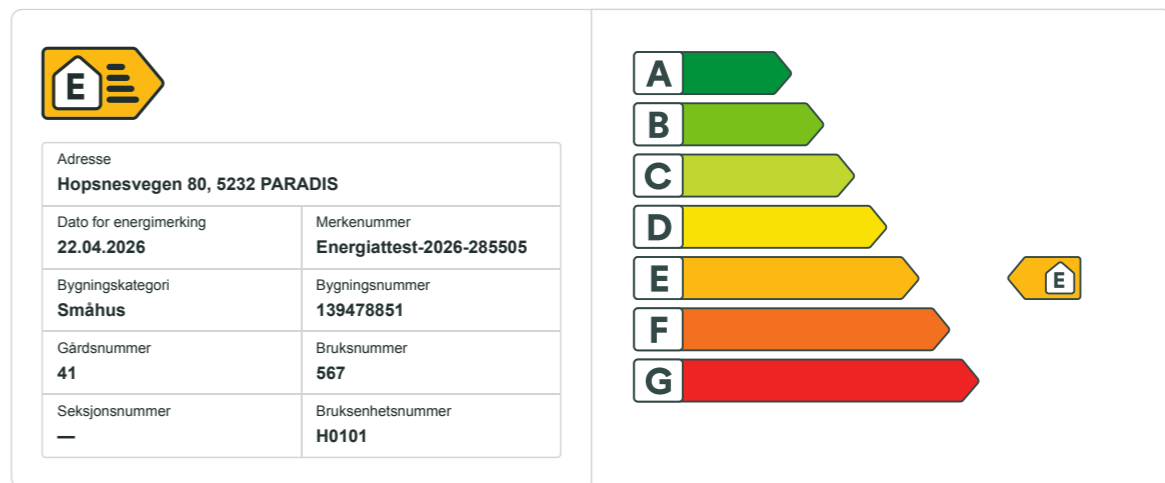 E
Adresse
Hopsnesvegen 80, 5232 PARADIS
Dato for energimerking
22.04.2026
Merkenummer
Energiattest-2026-285505
Bygningskategori
Småhus
Bygningsnummer
139478851
Gårdsnummer
41
Bruksnummer
567
Seksjonsnummer
—
Bruksenhetsnummer
H0101
A
B
C
D
E
E
F
G